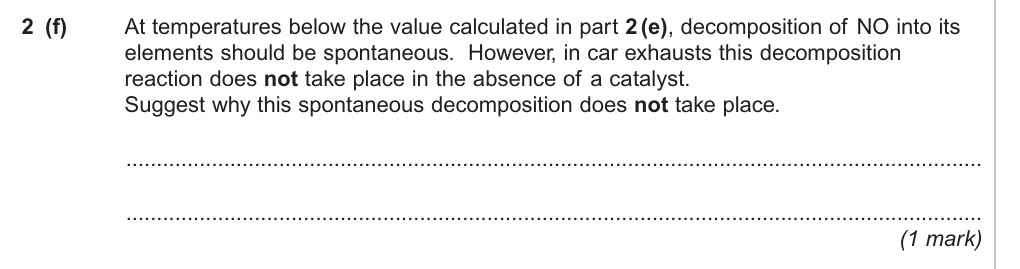 2 (f) At temperatures below the value calculated in part 2 (e), decomposition of NO into its
elements should be spontaneous. However, in car exhausts this decomposition
reaction does not take place in the absence of a catalyst.
Suggest why this spontaneous decomposition does not take place.
(1 mark)